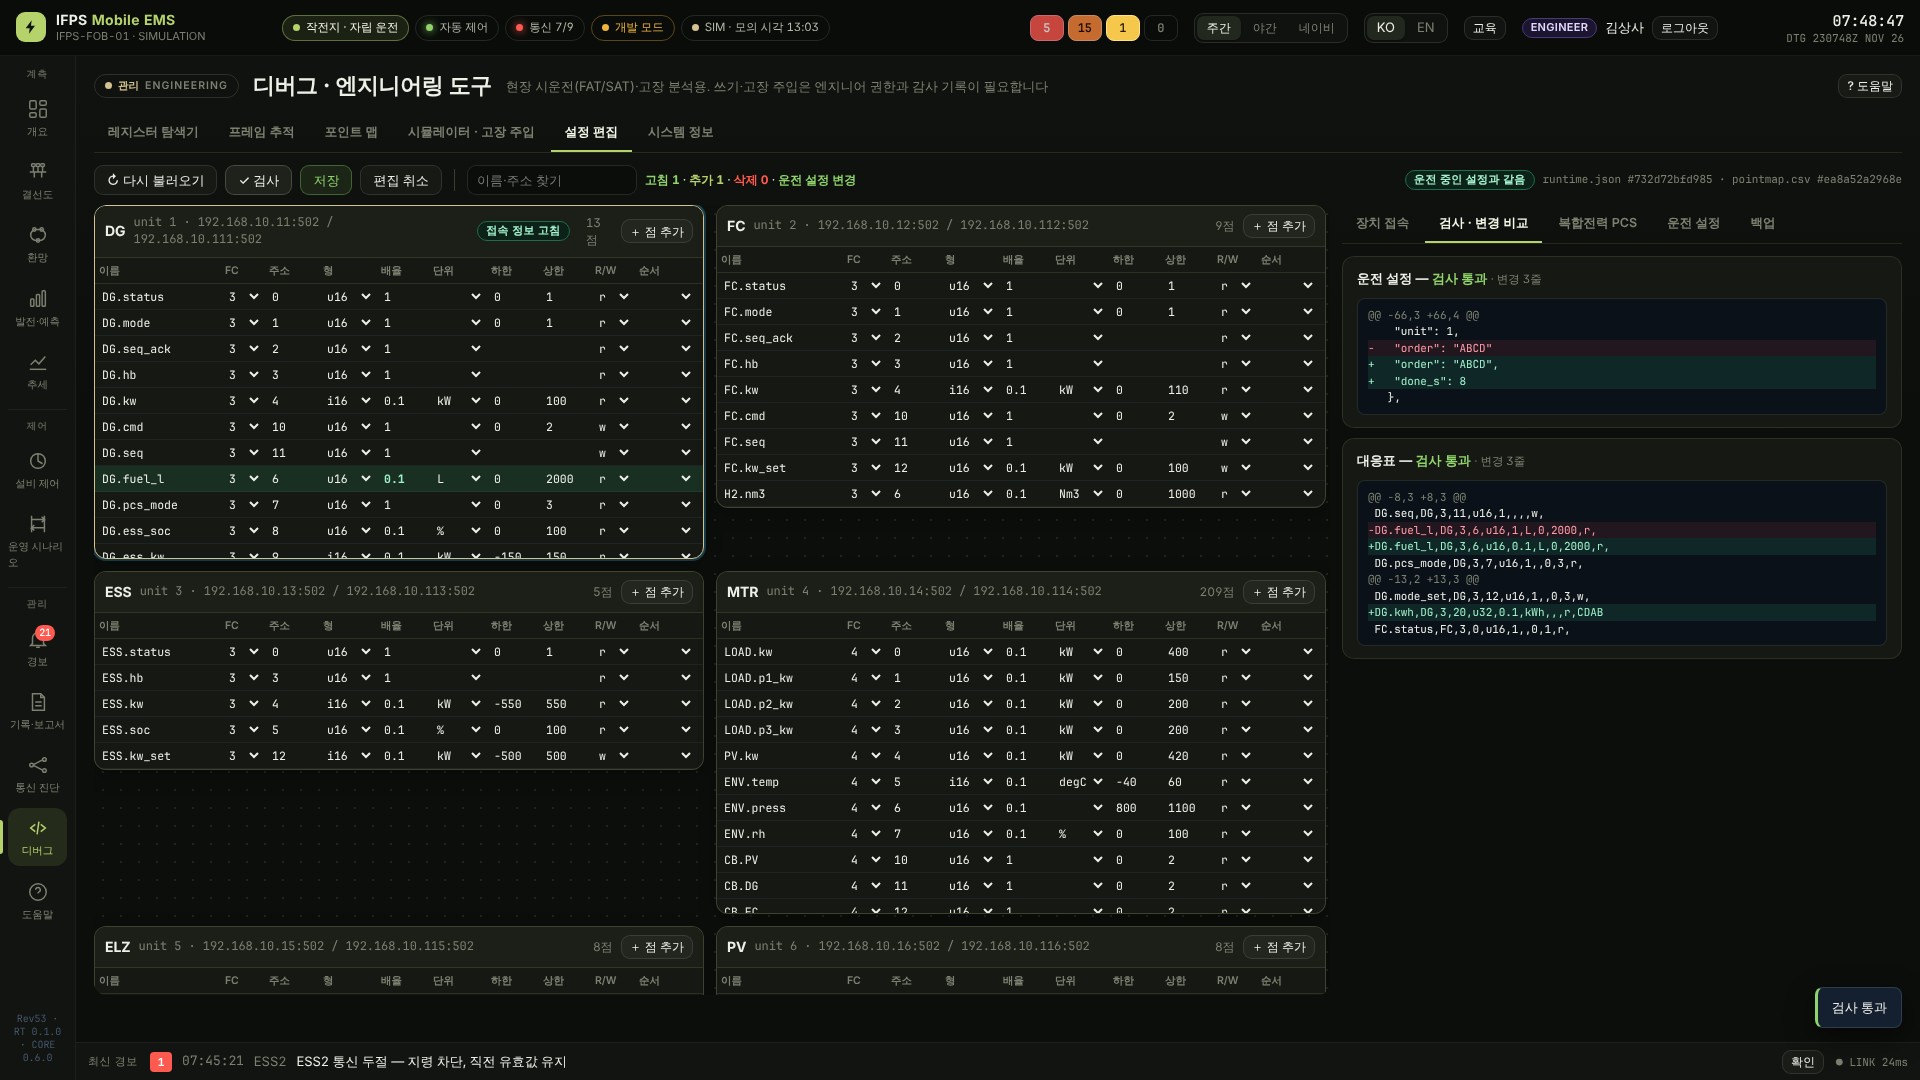 IFPS Mobile EMS
IFPS-FOB-01 · SIMULATION
작전지 · 자립 운전
자동 제어
통신 7/9
개발 모드
SIM · 모의 시각 13:03
5 15 1 0
주간 야간 네이비
KO EN
교육
ENGINEER 김상사 로그아웃
07:48:47
DTG 230748Z NOV 26
계측
개요
결선도
환망
발전·예측
추세
제어
설비 제어
운영 시나리오
관리
21
경보
기록·보고서
통신 진단
디버그
도움말
Rev53 · RT 0.1.0 · CORE 0.6.0
관리 ENGINEERING
디버그 · 엔지니어링 도구
현장 시운전(FAT/SAT)·고장 분석용. 쓰기·고장 주입은 엔지니어 권한과 감사 기록이 필요합니다
? 도움말
레지스터 탐색기 프레임 추적 포인트 맵 시뮬레이터 · 고장 주입 설정 편집 시스템 정보
↻ 다시 불러오기 ✓ 검사 저장 편집 취소 이름·주소 찾기 고침 1 · 추가 1 · 삭제 0 · 운전 설정 변경
운전 중인 설정과 같음 runtime.json #732d72bfd985 · pointmap.csv #ea8a52a2968e
DG unit 1 · 192.168.10.11:502 / 192.168.10.111:502 접속 정보 고침 13점 + 점 추가
이름 FC 주소 형 배율 단위 하한 상한 R/W 순서
DG.status 3 0 u16 1 0 1 r
DG.mode 3 1 u16 1 0 1 r
DG.seq_ack 3 2 u16 1 r
DG.hb 3 3 u16 1 r
DG.kw 3 4 i16 0.1 kW 0 100 r
DG.cmd 3 10 u16 1 0 2 w
DG.seq 3 11 u16 1 w
DG.fuel_l 3 6 u16 0.1 L 0 2000 r
DG.pcs_mode 3 7 u16 1 0 3 r
DG.ess_soc 3 8 u16 0.1 % 0 100 r
DG.ess_kw 3 9 i16 0.1 kW -150 150 r
FC unit 2 · 192.168.10.12:502 / 192.168.10.112:502 9점 + 점 추가
이름 FC 주소 형 배율 단위 하한 상한 R/W 순서
FC.status 3 0 u16 1 0 1 r
FC.mode 3 1 u16 1 0 1 r
FC.seq_ack 3 2 u16 1 r
FC.hb 3 3 u16 1 r
FC.kw 3 4 i16 0.1 kW 0 110 r
FC.cmd 3 10 u16 1 0 2 w
FC.seq 3 11 u16 1 w
FC.kw_set 3 12 u16 0.1 kW 0 100 w
H2.nm3 3 6 u16 0.1 Nm3 0 1000 r
ESS unit 3 · 192.168.10.13:502 / 192.168.10.113:502 5점 + 점 추가
이름 FC 주소 형 배율 단위 하한 상한 R/W 순서
ESS.status 3 0 u16 1 0 1 r
ESS.hb 3 3 u16 1 r
ESS.kw 3 4 i16 0.1 kW -550 550 r
ESS.soc 3 5 u16 0.1 % 0 100 r
ESS.kw_set 3 12 i16 0.1 kW -500 500 w
MTR unit 4 · 192.168.10.14:502 / 192.168.10.114:502 209점 + 점 추가
이름 FC 주소 형 배율 단위 하한 상한 R/W 순서
LOAD.kw 4 0 u16 0.1 kW 0 400 r
LOAD.p1_kw 4 1 u16 0.1 kW 0 150 r
LOAD.p2_kw 4 2 u16 0.1 kW 0 200 r
LOAD.p3_kw 4 3 u16 0.1 kW 0 200 r
PV.kw 4 4 u16 0.1 kW 0 420 r
ENV.temp 4 5 i16 0.1 degC -40 60 r
ENV.press 4 6 u16 0.1 800 1100 r
ENV.rh 4 7 u16 0.1 % 0 100 r
CB.PV 4 10 u16 1 0 2 r
CB.DG 4 11 u16 1 0 2 r
CB.FC 4 12 u16 1 0 2 r
ELZ unit 5 · 192.168.10.15:502 / 192.168.10.115:502 8점 + 점 추가
이름 FC 주소 형 배율 단위 하한 상한 R/W 순서
PV unit 6 · 192.168.10.16:502 / 192.168.10.116:502 8점 + 점 추가
이름 FC 주소 형 배율 단위 하한 상한 R/W 순서
장치 접속 검사 · 변경 비교 복합전력 PCS 운전 설정 백업
운전 설정 — 검사 통과 · 변경 3줄
@@ -66,3 +66,4 @@
"unit": 1,
- "order": "ABCD"
+ "order": "ABCD",
+ "done_s": 8
},
대응표 — 검사 통과 · 변경 3줄
@@ -8,3 +8,3 @@
DG.seq,DG,3,11,u16,1,,,,w,
-DG.fuel_l,DG,3,6,u16,1,L,0,2000,r,
+DG.fuel_l,DG,3,6,u16,0.1,L,0,2000,r,
DG.pcs_mode,DG,3,7,u16,1,,0,3,r,
@@ -13,2 +13,3 @@
DG.mode_set,DG,3,12,u16,1,,0,3,w,
+DG.kwh,DG,3,20,u32,0.1,kWh,,,r,CDAB
FC.status,FC,3,0,u16,1,,0,1,r,
검사 통과
최신 경보 1 07:45:21 ESS2 ESS2 통신 두절 — 지령 차단, 직전 유효값 유지
확인 LINK 24ms